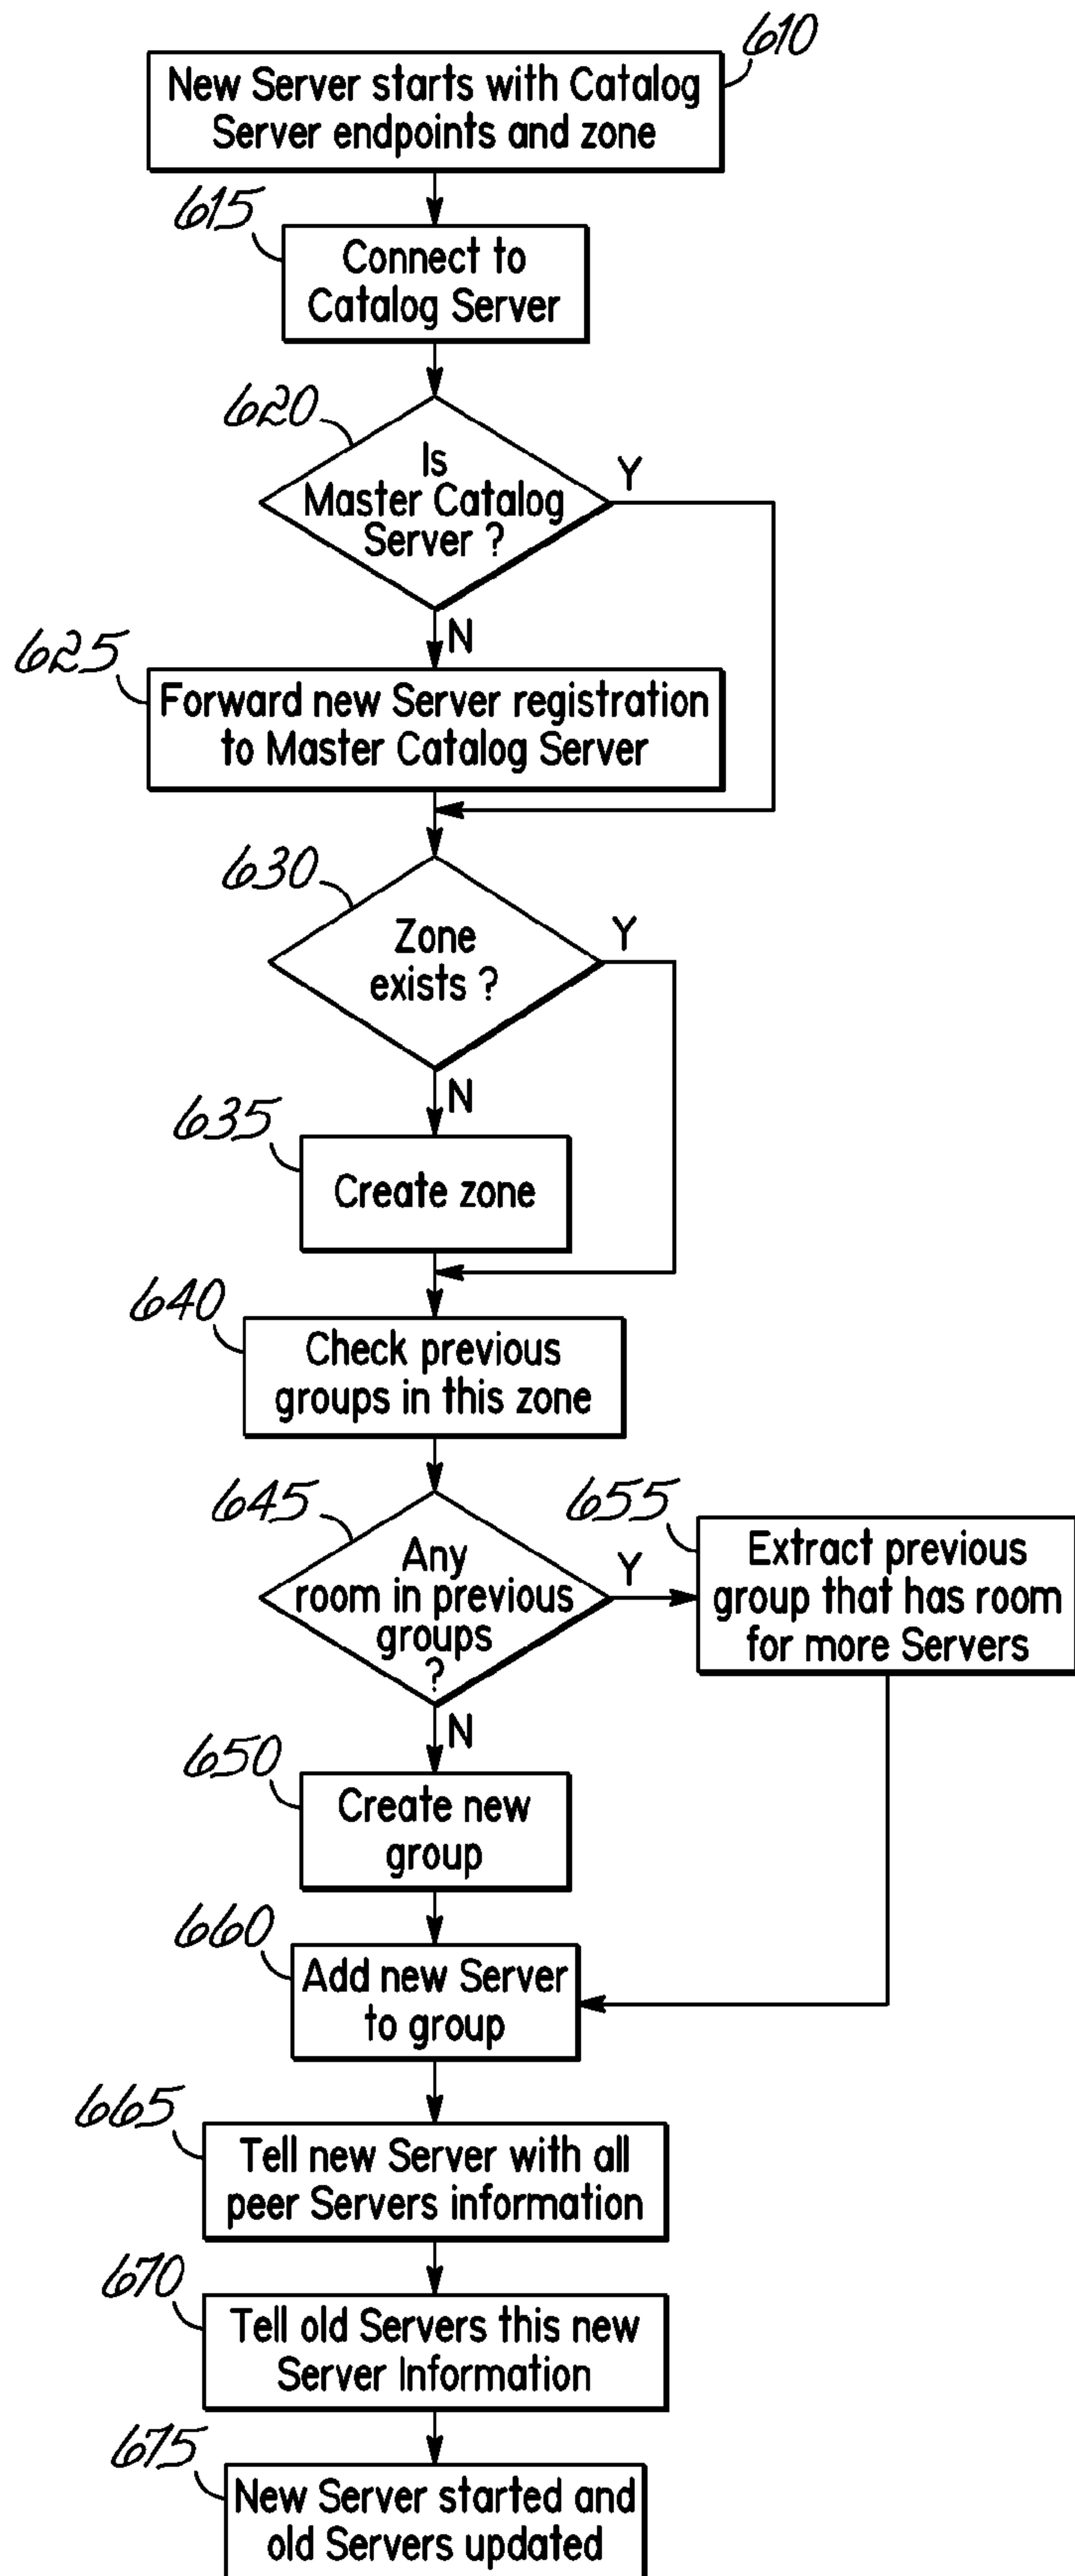 610
New Server starts with Catalog
Server endpoints and zone
615
Connect to
Catalog Server
620
Is
Master Catalog
Server ?
Y
N
625
Forward new Server registration
to Master Catalog Server
630
Zone
exists ?
Y
N
635
Create zone
640
Check previous
groups in this zone
645
Any
room in previous
groups
?
Y
N
655
Extract previous
group that has room
for more Servers
650
Create new
group
660
Add new Server
to group
665
Tell new Server with all
peer Servers information
670
Tell old Servers this new
Server Information
675
New Server started and
old Servers updated